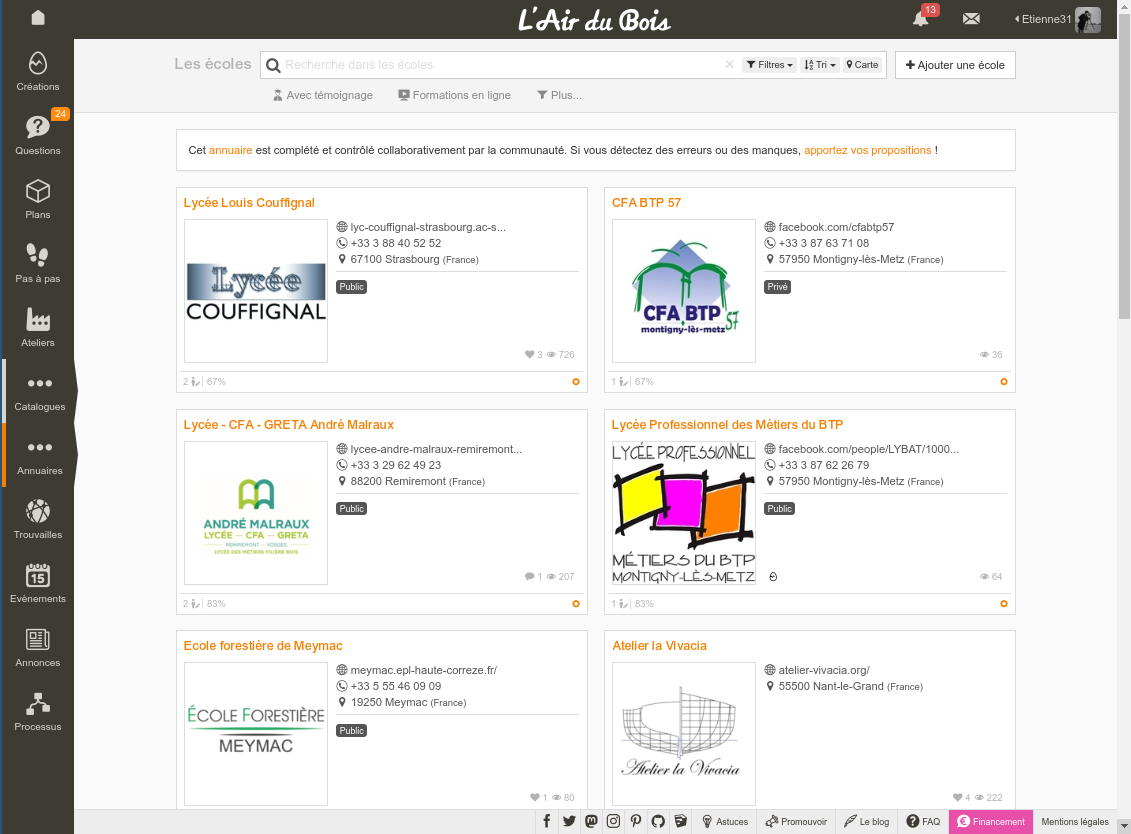 L'Air du Bois
13
Etienne31
Créations
24
Questions
Plans
Pas à pas
Ateliers
Catalogues
Annuaires
Trouvailles
15
Evènements
Annonces
Processus
Les écoles
Recherche dans les écoles
× Filtres Tri Carte
Ajouter une école
Avec témoignage Formations en ligne Plus...
Cet annuaire est complété et contrôlé collaborativement par la communauté. Si vous détectez des erreurs ou des manques, apportez vos propositions !
Lycée Louis Couffignal
Lycée
COUFFIGNAL
lyc-couffignal-strasbourg.ac-s...
+33 3 88 40 52 52
67100 Strasbourg (France)
Public
3 726
2 67%
CFA BTP 57
CFA BTP 57
montigny-lès-metz
facebook.com/cfabtp57
+33 3 87 63 71 08
57950 Montigny-lès-Metz (France)
Privé
36
1 67%
Lycée - CFA - GRETA André Malraux
ANDRÉ MALRAUX
LYCÉE — CFA — GRETA
REMIREMONT - VOSGES
LYCÉE DES MÉTIERS FILIÈRE BOIS
lycee-andre-malraux-remiremont...
+33 3 29 62 49 23
88200 Remiremont (France)
Public
1 207
2 83%
Lycée Professionnel des Métiers du BTP
LYCÉE PROFESSIONNEL
MÉTIERS DU BTP
MONTIGNY-LÈS-METZ
facebook.com/people/LYBAT/1000...
+33 3 87 62 26 79
57950 Montigny-lès-Metz (France)
Public
64
1 83%
Ecole forestière de Meymac
ÉCOLE FORESTIÈRE
MEYMAC
meymac.epl-haute-correze.fr/
+33 5 55 46 09 09
19250 Meymac (France)
Public
1 80
Atelier la Vivacia
Atelier la Vivacia
atelier-vivacia.org/
55500 Nant-le-Grand (France)
4 222
Astuces Promouvoir Le blog FAQ Financement Mentions légales